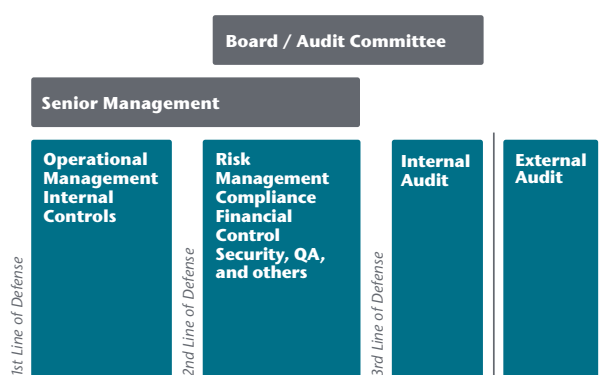 Board / Audit Committee
Senior Management
1st Line of Defense
Operational
Management
Internal
Controls
2nd Line of Defense
Risk
Management
Compliance
Financial
Control
Security, QA,
and others
3rd Line of Defense
Internal
Audit
External
Audit